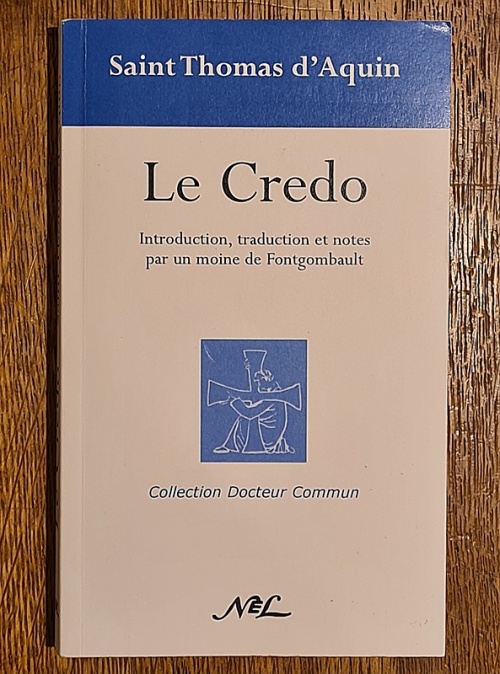 Saint Thomas d'Aquin
Le Credo
Introduction, traduction et notes
par un moine de Fontgombault
Collection Docteur Commun
NEL